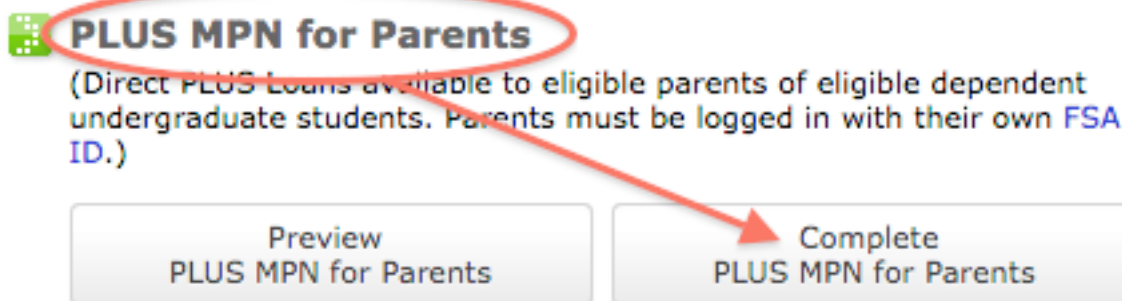 PLUS MPN for Parents
(Direct PLUS Loans available to eligible parents of eligible dependent
undergraduate students. Parents must be logged in with their own FSA
ID.)
Preview
PLUS MPN for Parents
Complete
PLUS MPN for Parents